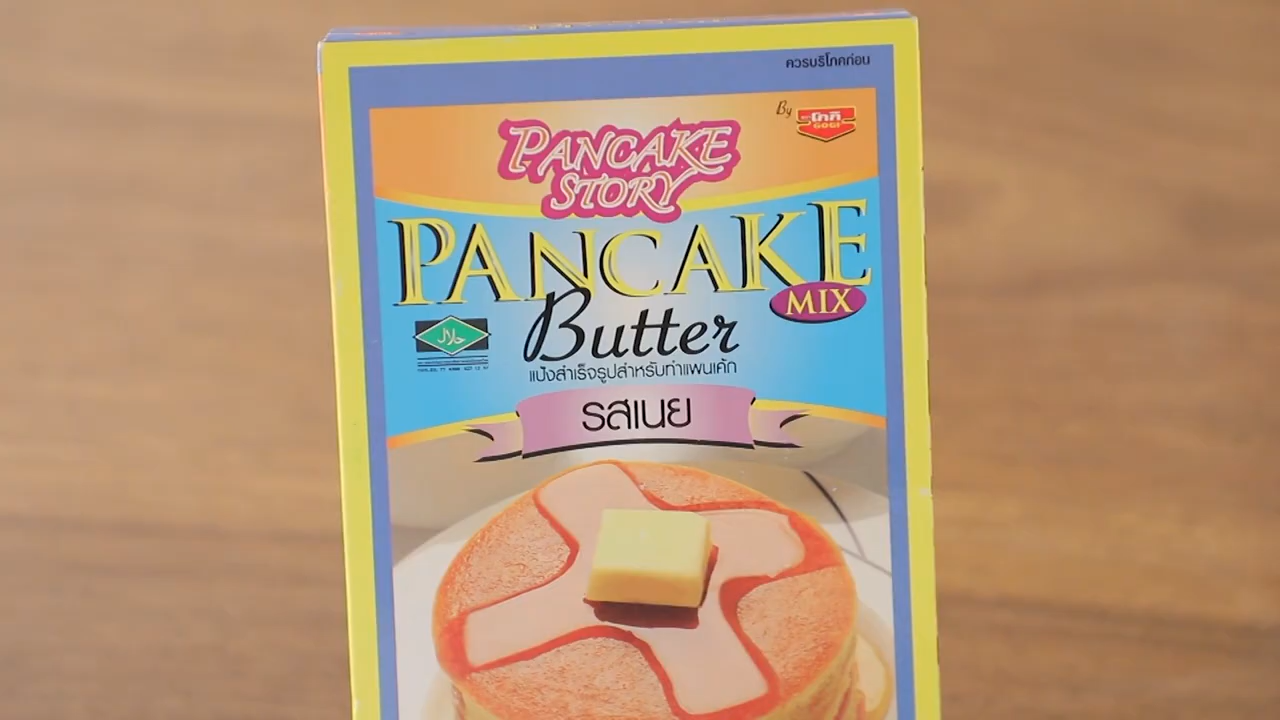 ควรบริโภคก่อน
By โกกิ
GOGI
PANCAKE
STORY
PANCAKE
MIX
Butter
حلال
แป้งสำเร็จรูปสำหรับทำแพนเค้ก
รสเนย